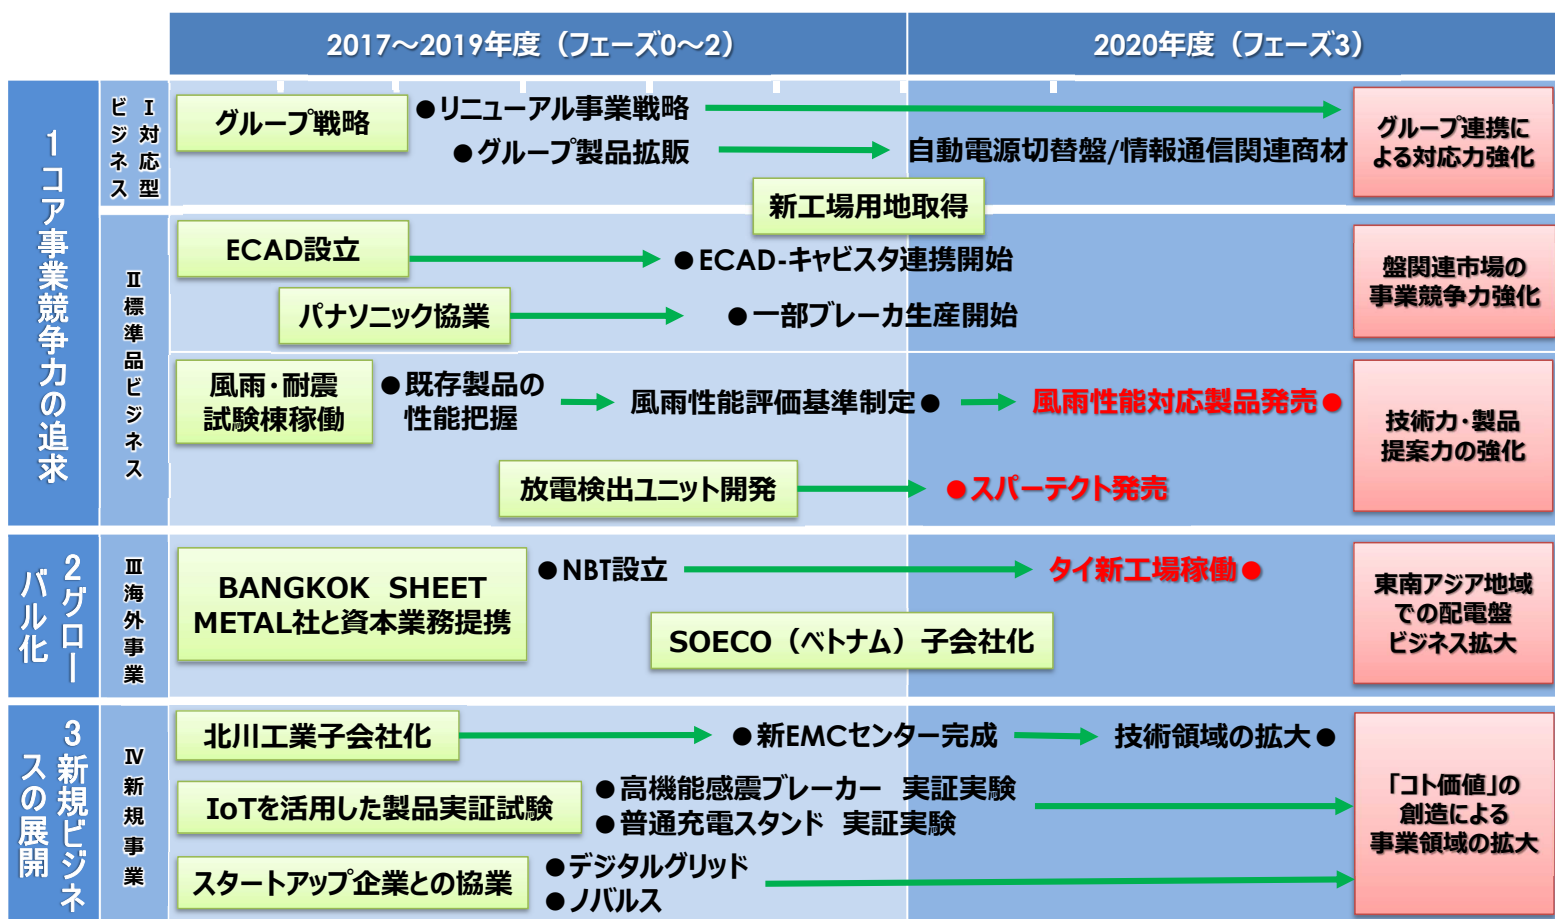 2017～2019年度（フェーズ0～2）
2020年度（フェーズ3）
1 コア事業競争力の追求
Ⅰ 対応型
ビジネス
グループ戦略
●リニューアル事業戦略
●グループ製品拡販
自動電源切替盤/情報通信関連商材
グループ連携に
よる対応力強化
新工場用地取得
Ⅱ 標準品ビジネス
ECAD設立
●ECAD-キャビスタ連携開始
パナソニック協業
●一部ブレーカ生産開始
盤関連市場の
事業競争力強化
風雨・耐震
試験棟稼働
●既存製品の
性能把握
風雨性能評価基準制定●
風雨性能対応製品発売●
放電検出ユニット開発
●スパーテクト発売
技術力・製品
提案力の強化
2 グロー
バル化
Ⅲ 海外事業
BANGKOK SHEET
METAL社と資本業務提携
●NBT設立
タイ新工場稼働●
SOECO（ベトナム）子会社化
東南アジア地域
での配電盤
ビジネス拡大
3 新規ビジネ
スの展開
Ⅳ 新規事業
北川工業子会社化
●新EMCセンター完成
技術領域の拡大●
IoTを活用した製品実証試験
●高機能感震ブレーカー 実証実験
●普通充電スタンド 実証実験
スタートアップ企業との協業
●デジタルグリッド
●ノバルス
「コト価値」の
創造による
事業領域の拡大